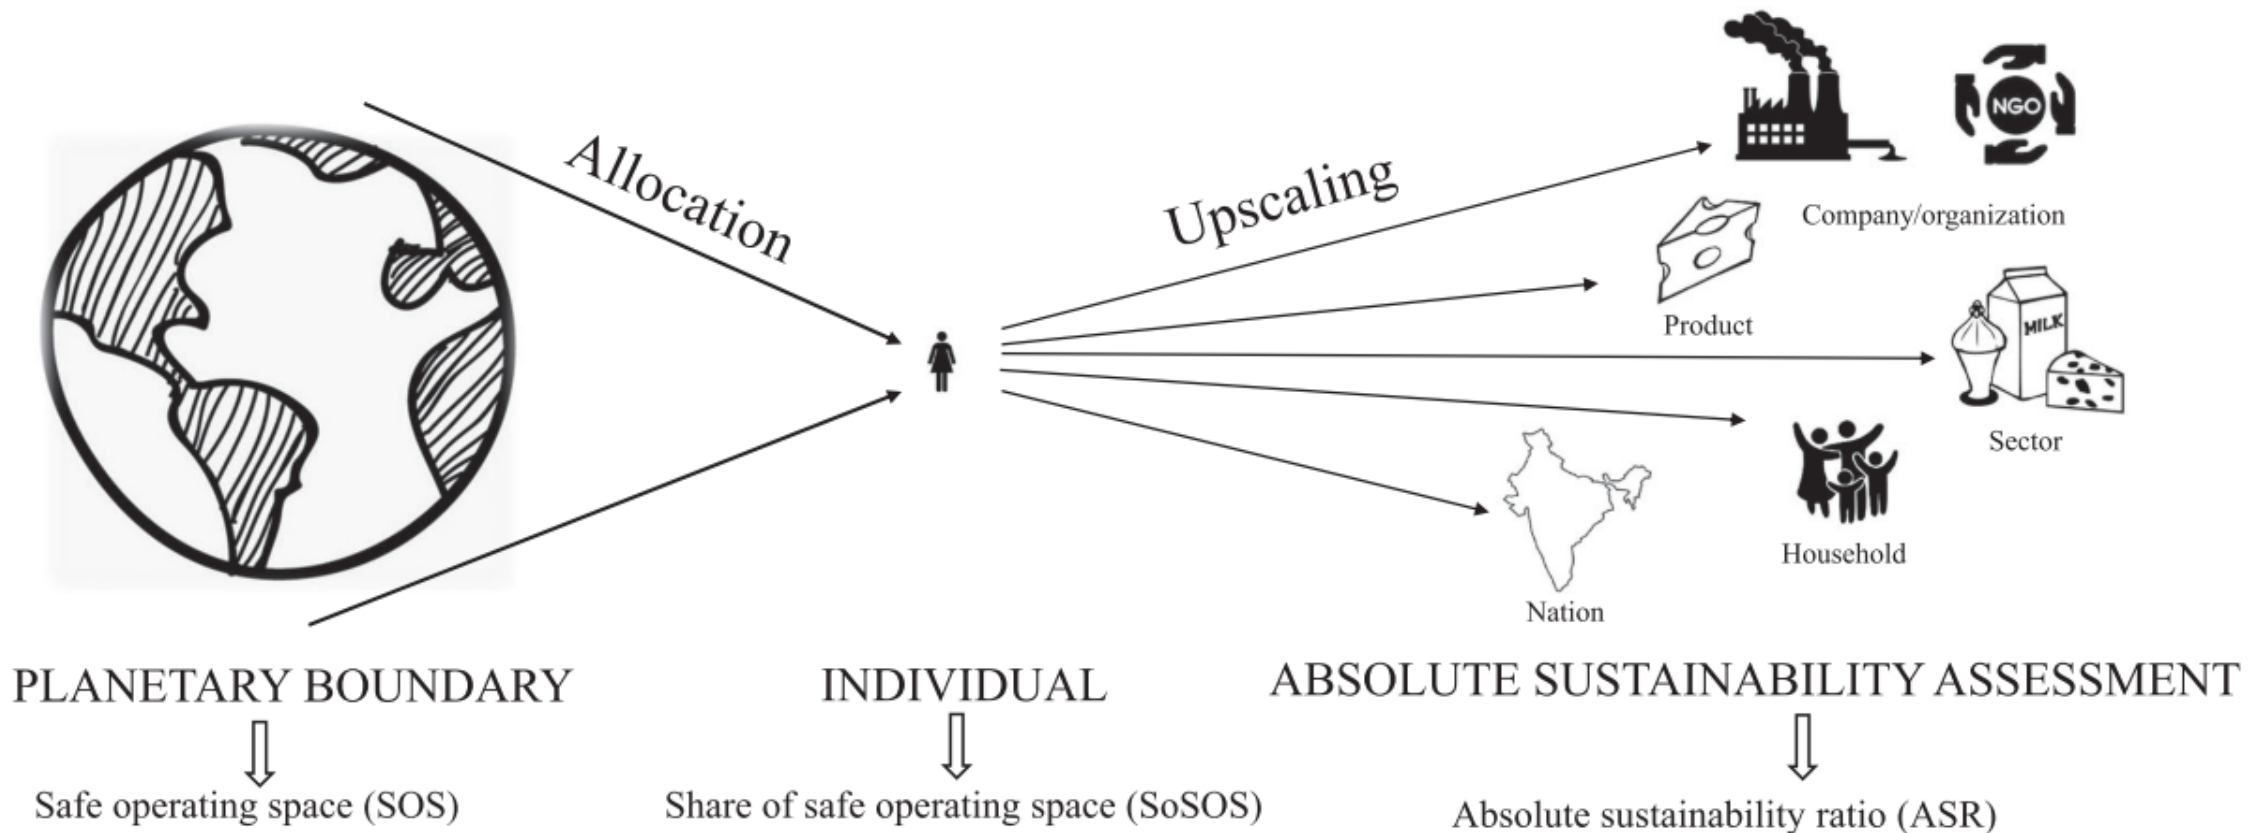 Allocation
Upscaling
NGO
Company/organization
Product
MILK
Sector
Household
Nation
PLANETARY BOUNDARY
INDIVIDUAL
ABSOLUTE SUSTAINABILITY ASSESSMENT
Safe operating space (SOS)
Share of safe operating space (SoSOS)
Absolute sustainability ratio (ASR)